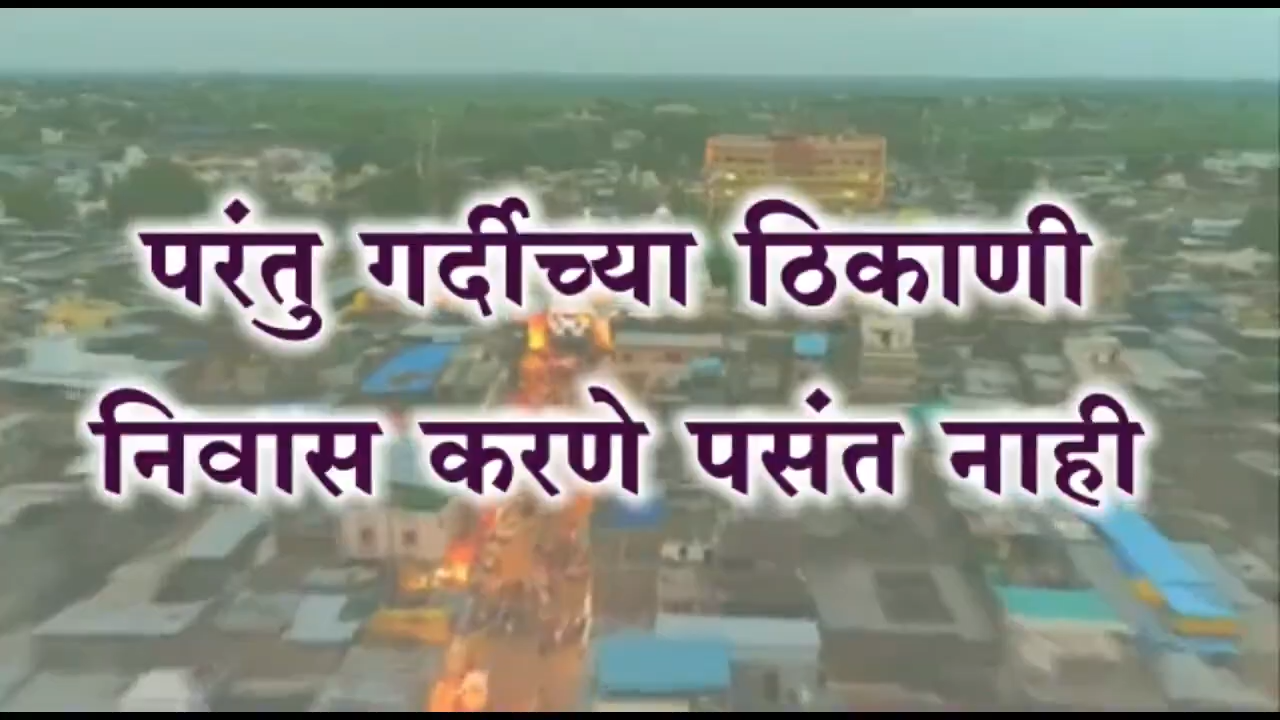 परंतु गर्दीच्या ठिकाणी
निवास करणे पसंत नाही